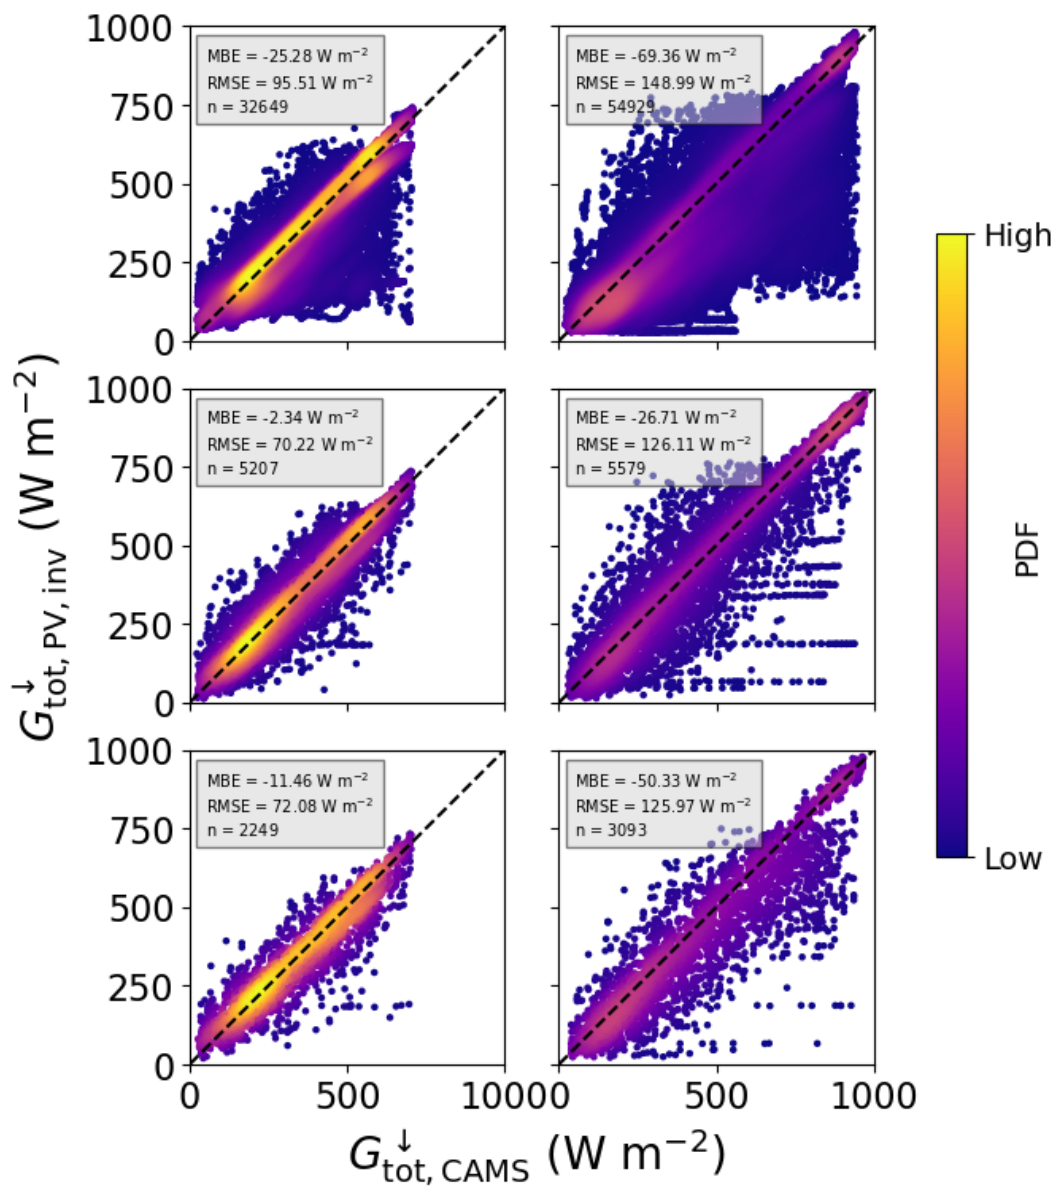 1000
750
500
250
0
MBE = -25.28 W m⁻²
RMSE = 95.51 W m⁻²
n = 32649
MBE = -69.36 W m⁻²
RMSE = 148.99 W m⁻²
n = 54929
1000
750
500
250
0
MBE = -2.34 W m⁻²
RMSE = 70.22 W m⁻²
n = 5207
MBE = -26.71 W m⁻²
RMSE = 126.11 W m⁻²
n = 5579
1000
750
500
250
0
MBE = -11.46 W m⁻²
RMSE = 72.08 W m⁻²
n = 2249
MBE = -50.33 W m⁻²
RMSE = 125.97 W m⁻²
n = 3093
0 500 1000
0 500 1000
G↓tot, PV, inv (W m⁻²)
G↓tot, CAMS (W m⁻²)
High
PDF
Low